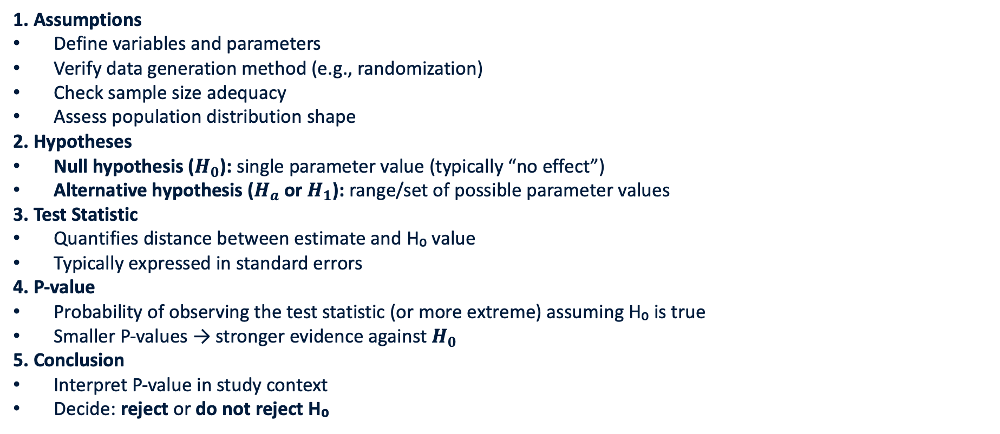 1. Assumptions
• Define variables and parameters
• Verify data generation method (e.g., randomization)
• Check sample size adequacy
• Assess population distribution shape
2. Hypotheses
• Null hypothesis (H₀): single parameter value (typically “no effect”)
• Alternative hypothesis (Hₐ or H₁): range/set of possible parameter values
3. Test Statistic
• Quantifies distance between estimate and H₀ value
• Typically expressed in standard errors
4. P-value
• Probability of observing the test statistic (or more extreme) assuming H₀ is true
• Smaller P-values → stronger evidence against H₀
5. Conclusion
• Interpret P-value in study context
• Decide: reject or do not reject H₀